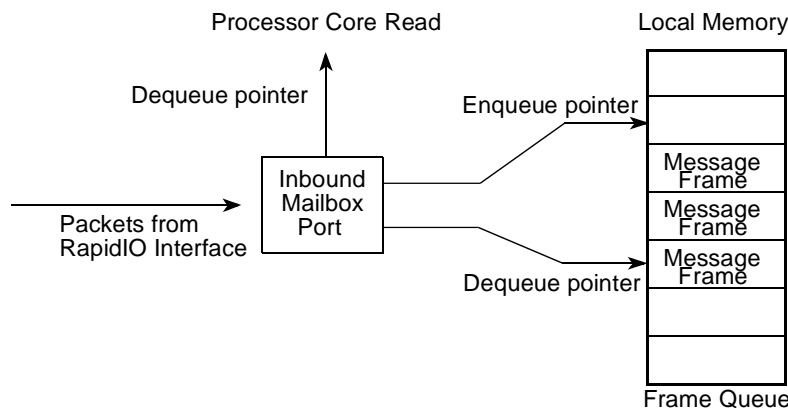 Processor Core Read
Local Memory
Dequeue pointer
Enqueue pointer
Message
Frame
Inbound
Mailbox
Port
Message
Frame
Packets from
RapidIO Interface
Message
Frame
Dequeue pointer
Frame Queue